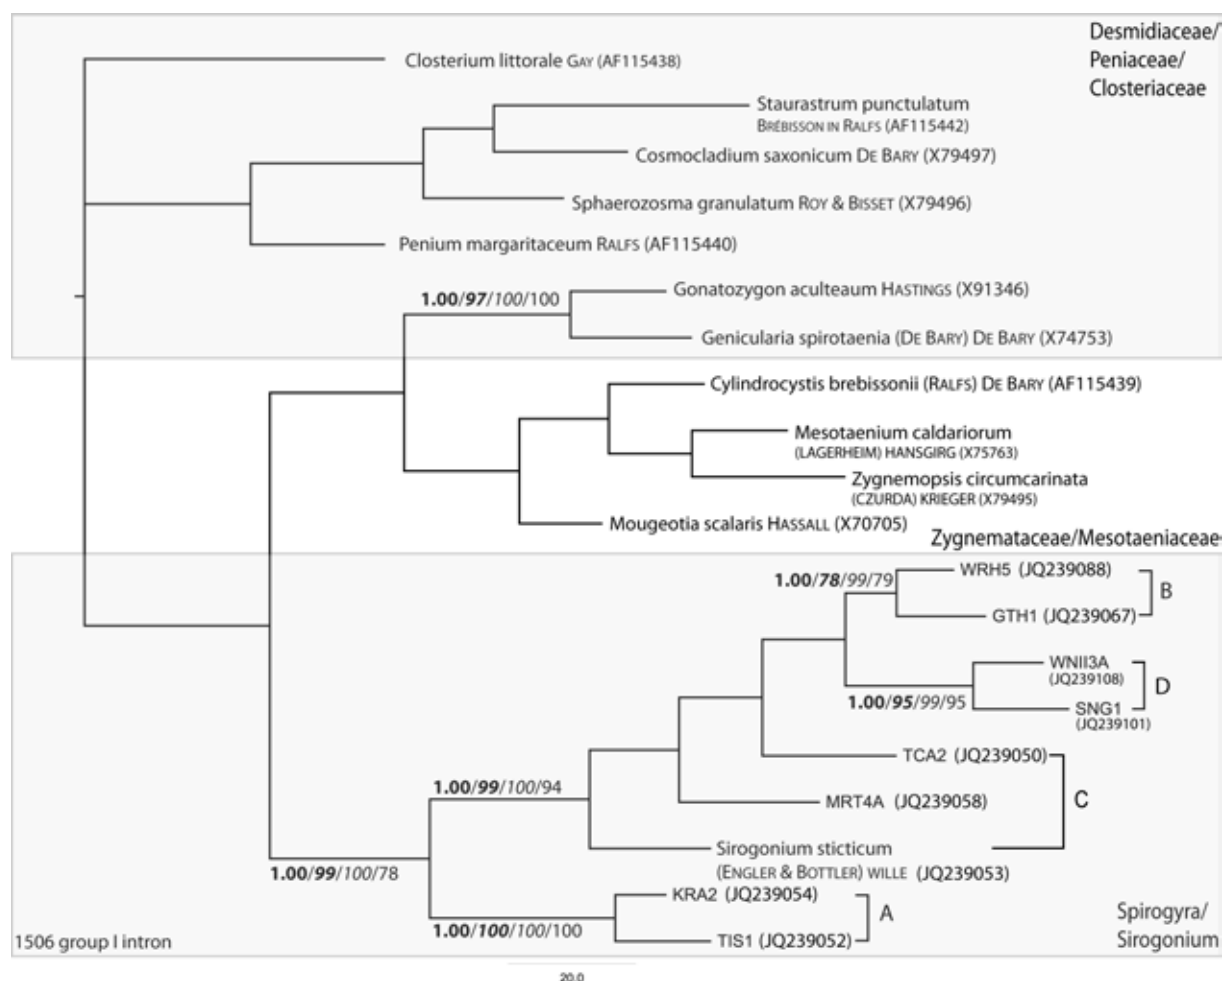 Desmidiaceae/
Peniaceae/
Closteriaceae
Closterium littorale GAY (AF115438)
Staurastrum punctulatum
BRÉBISSON IN RALFS (AF115442)
Cosmocladium saxonicum DE BARY (X79497)
Sphaerozosma granulatum ROY & BISSET (X79496)
Penium margaritaceum RALFS (AF115440)
1.00/97/100/100
Gonatozygon aculteaum HASTINGS (X91346)
Genicularia spirotaenia (DE BARY) DE BARY (X74753)
Cylindrocystis brebissonii (RALFS) DE BARY (AF115439)
Mesotaenium caldariorum
(LAGERHEIM) HANSGIRG (X75763)
Zygnemopsis circumcarinata
(CZURDA) KRIEGER (X79495)
Mougeotia scalaris HASSALL (X70705)
Zygnemataceae/Mesotaeniaceae
1.00/78/99/79
WRH5 (JQ239088)
B
GTH1 (JQ239067)
WNII3A
(JQ239108)
D
1.00/95/99/95
SNG1
(JQ239101)
TCA2 (JQ239050)
1.00/99/100/94
MRT4A (JQ239058)
C
Sirogonium sticticum
(ENGLER & BOTTLER) WILLE (JQ239053)
1.00/99/100/78
KRA2 (JQ239054)
A
1.00/100/100/100
TIS1 (JQ239052)
Spirogyra/
Sirogonium
1506 group I intron
20.0